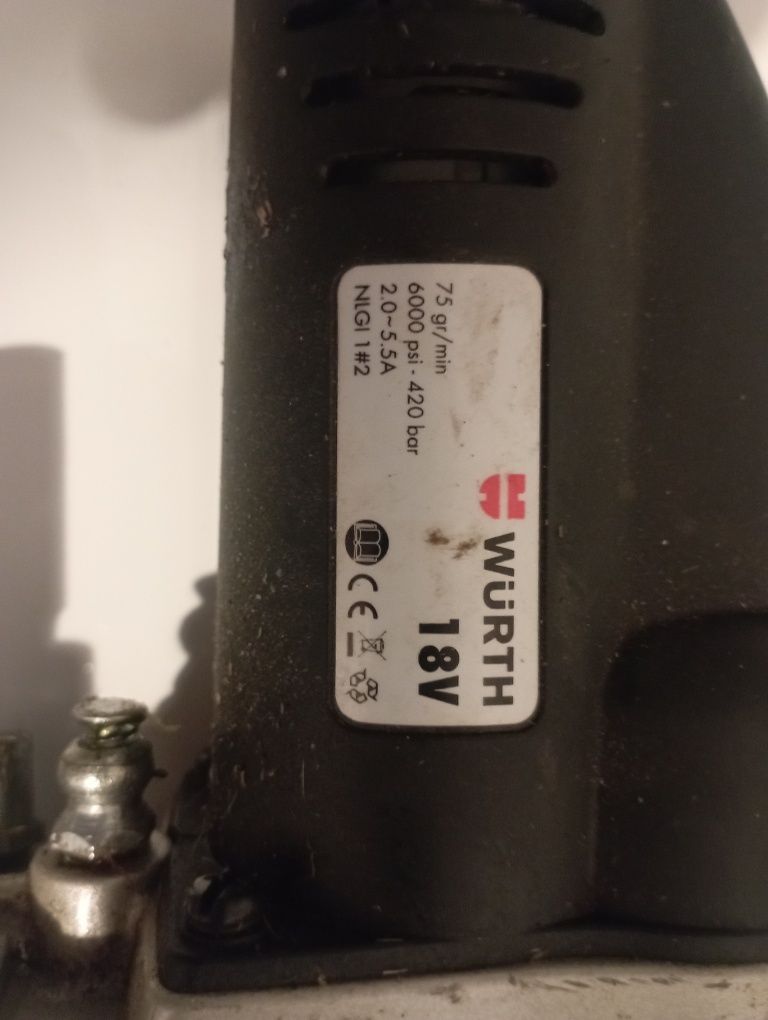 WÜRTH
18V
75 gr/min
6000 psi - 420 bar
2.0~5.5A
NLGI 1#2
CE